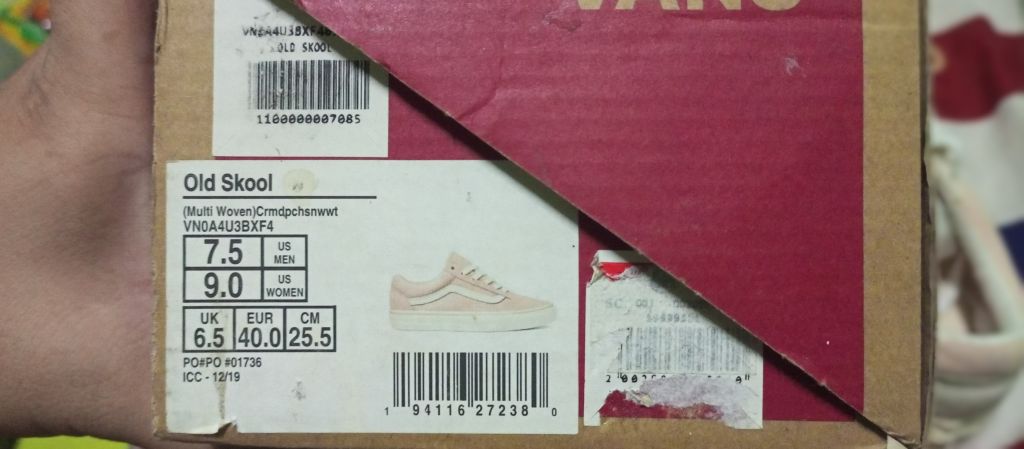 VANS
OLD SKOOL
1100000007085
Old Skool
(Multi Woven)Crmdpchsnwwt
VN0A4U3BXF4
7.5 US MEN
9.0 US WOMEN
UK EUR CM
6.5 40.0 25.5
PO#PO #01736
ICC - 12/19
1 94116 27238 0